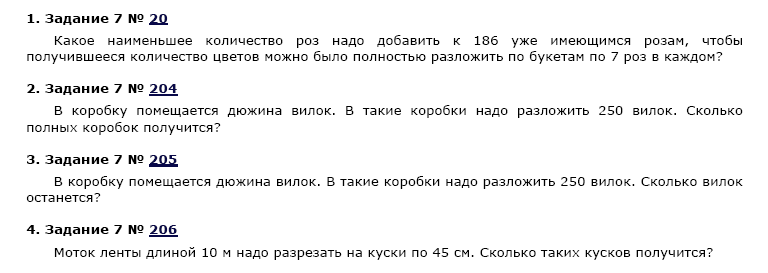 1. Задание 7 № 20
Какое наименьшее количество роз надо добавить к 186 уже имеющимся розам, чтобы
получившееся количество цветов можно было полностью разложить по букетам по 7 роз в каждом?
2. Задание 7 № 204
В коробку помещается дюжина вилок. В такие коробки надо разложить 250 вилок. Сколько
полных коробок получится?
3. Задание 7 № 205
В коробку помещается дюжина вилок. В такие коробки надо разложить 250 вилок. Сколько вилок
останется?
4. Задание 7 № 206
Моток ленты длиной 10 м надо разрезать на куски по 45 см. Сколько таких кусков получится?